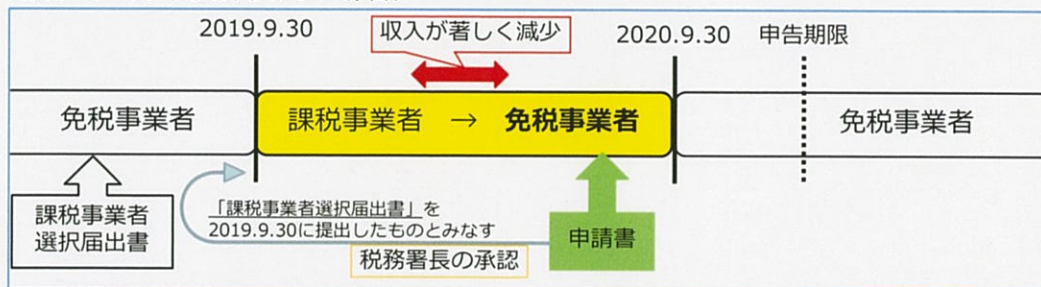 2019.9.30
収入が著しく減少
2020.9.30
申告期限
免税事業者
課税事業者 → 免税事業者
免税事業者
課税事業者
選択届出書
「課税事業者選択届出書」を
2019.9.30に提出したものとみなす
税務署長の承認
申請書